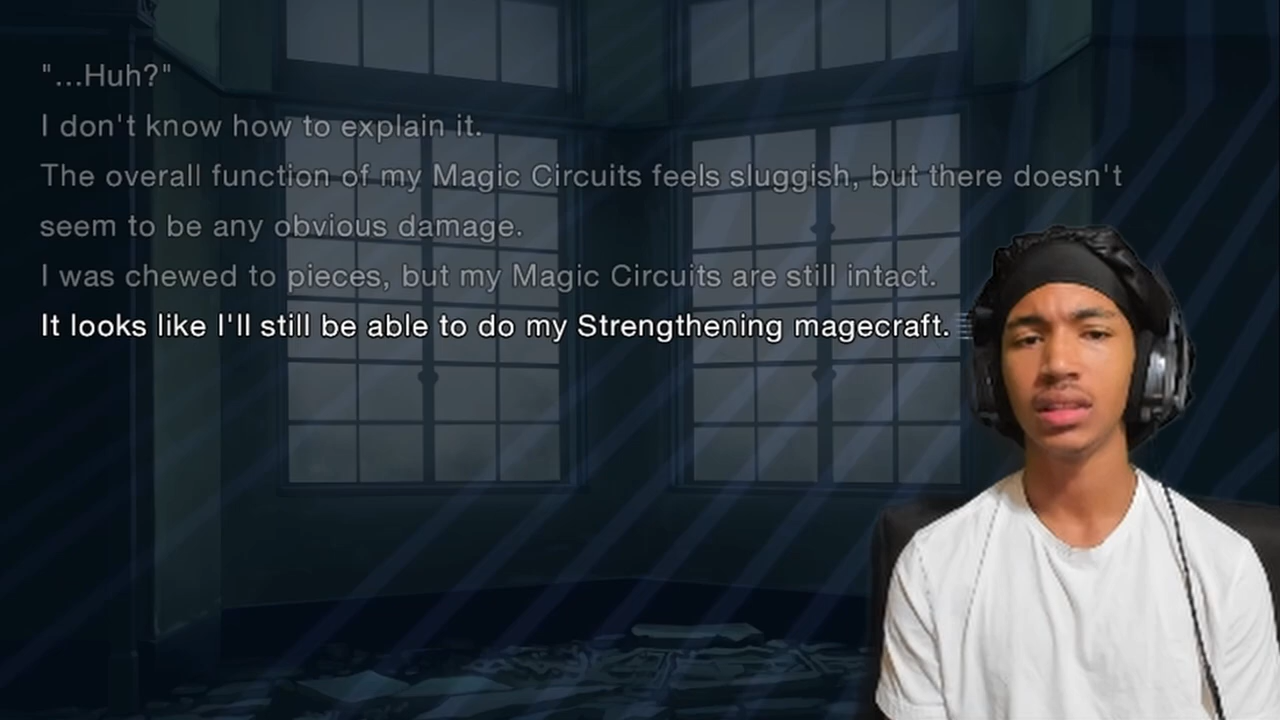 "...Huh?"
I don't know how to explain it.
The overall function of my Magic Circuits feels sluggish, but there doesn't
seem to be any obvious damage.
I was chewed to pieces, but my Magic Circuits are still intact.
It looks like I'll still be able to do my Strengthening magecraft.